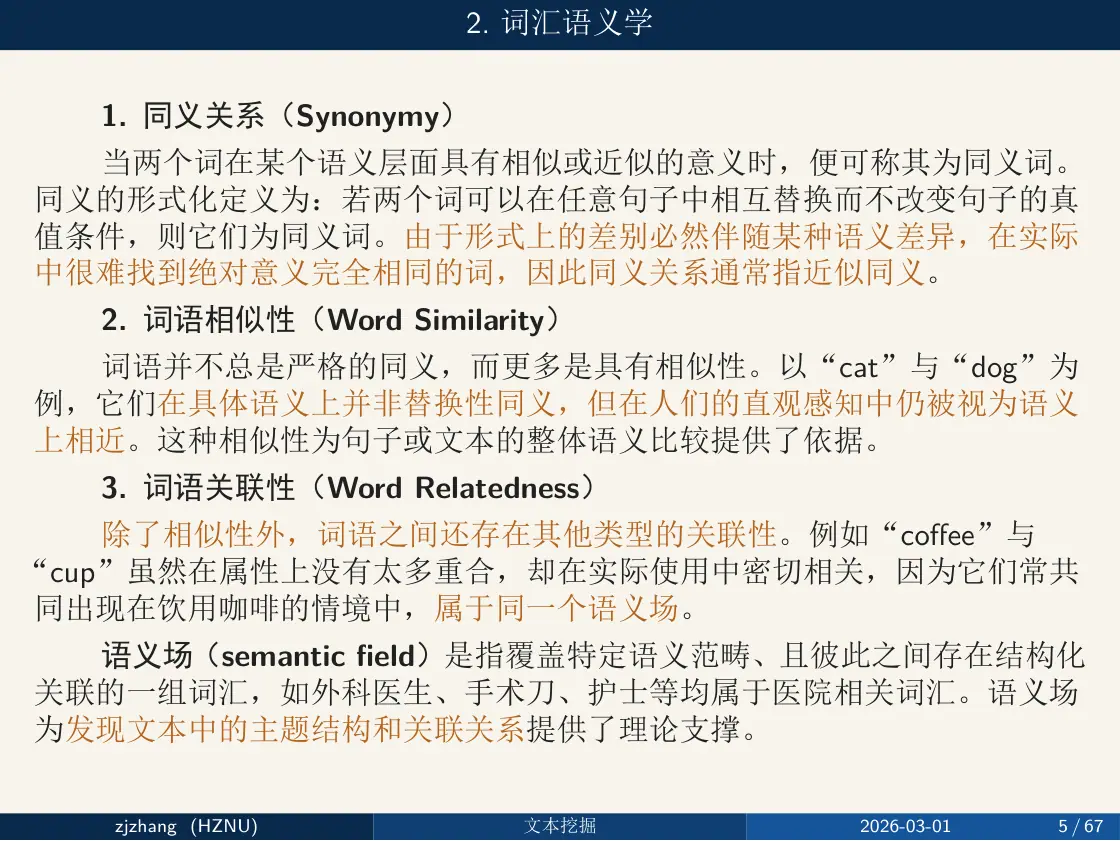 2. 词汇语义学
1. 同义关系（Synonymy）
当两个词在某个语义层面具有相似或近似的意义时，便可称其为同义词。
同义的形式化定义为：若两个词可以在任意句子中相互替换而不改变句子的真
值条件，则它们为同义词。由于形式上的差别必然伴随某种语义差异，在实际
中很难找到绝对意义完全相同的词，因此同义关系通常指近似同义。
2. 词语相似性（Word Similarity）
词语并不总是严格的同义，而更多是具有相似性。以“cat”与“dog”为
例，它们在具体语义上并非替换性同义，但在人们的直观感知中仍被视为语义
上相近。这种相似性为句子或文本的整体语义比较提供了依据。
3. 词语关联性（Word Relatedness）
除了相似性外，词语之间还存在其他类型的关联性。例如“coffee”与
“cup”虽然在属性上没有太多重合，却在实际使用中密切相关，因为它们常共
同出现在饮用咖啡的情境中，属于同一个语义场。
语义场（semantic field）是指覆盖特定语义范畴、且彼此之间存在结构化
关联的一组词汇，如外科医生、手术刀、护士等均属于医院相关词汇。语义场
为发现文本中的主题结构和关联关系提供了理论支撑。
zjzhang (HZNU) 文本挖掘 2026-03-01 5 / 67